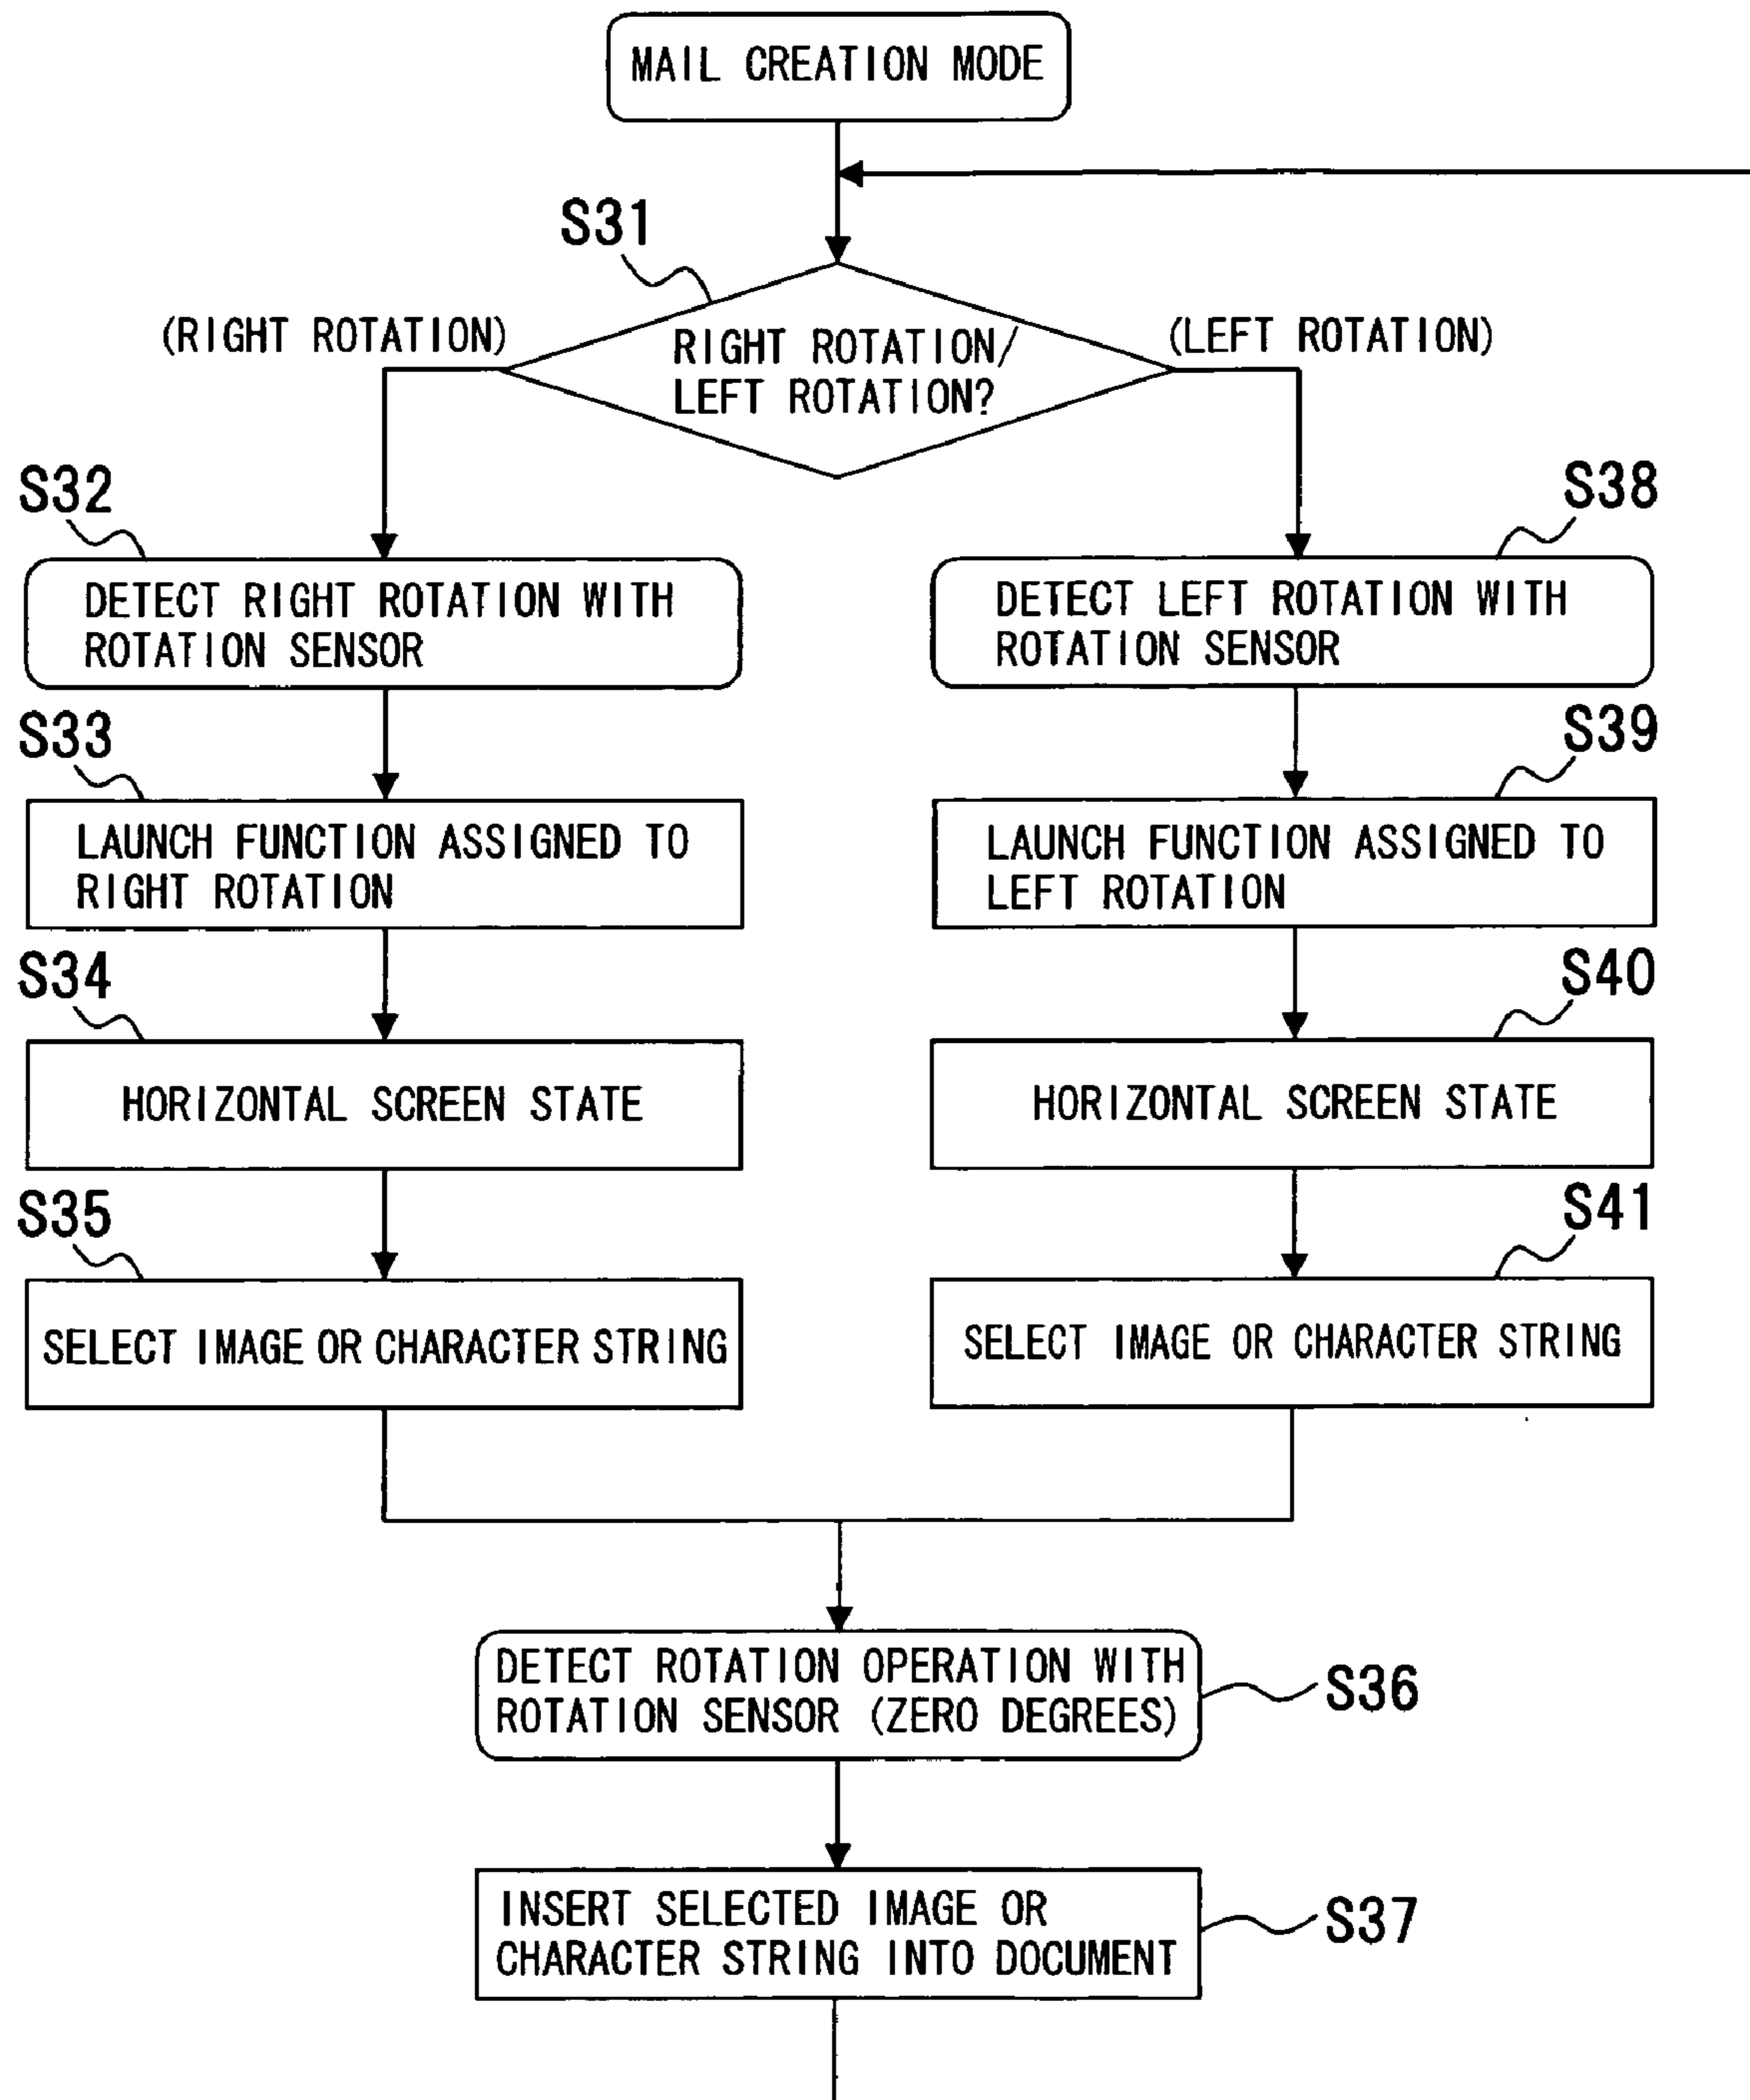 MAIL CREATION MODE
S31
(RIGHT ROTATION)
RIGHT ROTATION/
LEFT ROTATION?
(LEFT ROTATION)
S32
DETECT RIGHT ROTATION WITH
ROTATION SENSOR
S33
LAUNCH FUNCTION ASSIGNED TO
RIGHT ROTATION
S34
HORIZONTAL SCREEN STATE
S35
SELECT IMAGE OR CHARACTER STRING
S38
DETECT LEFT ROTATION WITH
ROTATION SENSOR
S39
LAUNCH FUNCTION ASSIGNED TO
LEFT ROTATION
S40
HORIZONTAL SCREEN STATE
S41
SELECT IMAGE OR CHARACTER STRING
DETECT ROTATION OPERATION WITH
ROTATION SENSOR (ZERO DEGREES)
S36
INSERT SELECTED IMAGE OR
CHARACTER STRING INTO DOCUMENT
S37